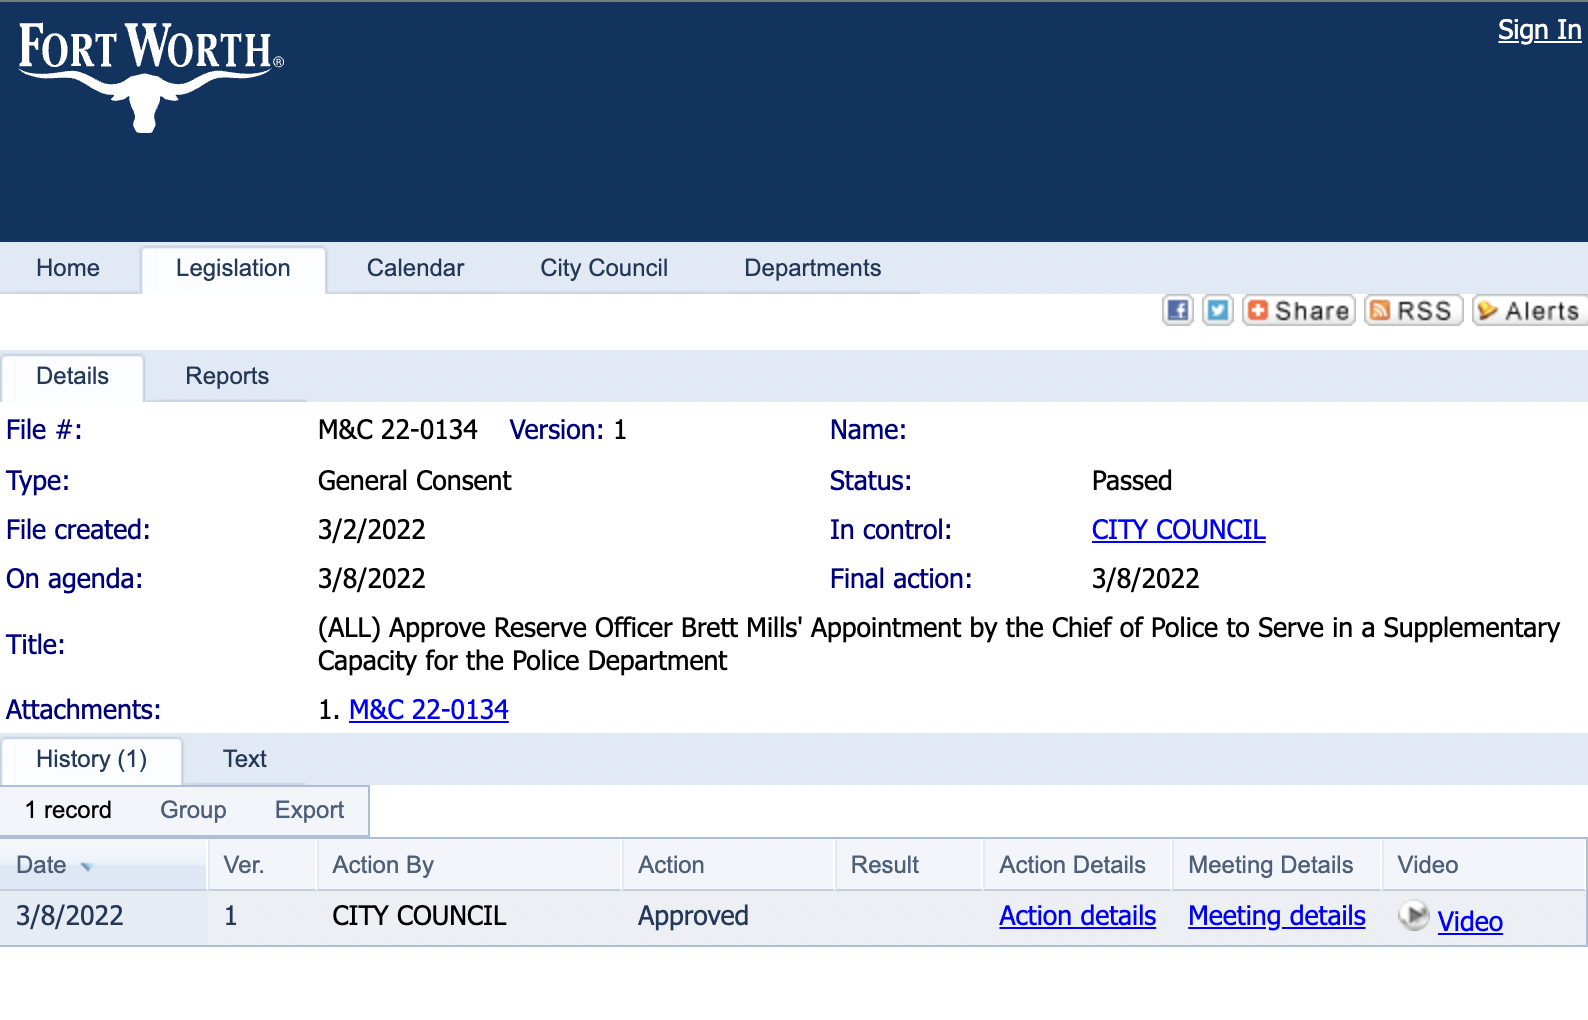 FORT WORTH®
Sign In
Home Legislation Calendar City Council Departments
Share RSS Alerts
Details Reports
File #: M&C 22-0134 Version: 1 Name:
Type: General Consent Status: Passed
File created: 3/2/2022 In control: CITY COUNCIL
On agenda: 3/8/2022 Final action: 3/8/2022
Title: (ALL) Approve Reserve Officer Brett Mills' Appointment by the Chief of Police to Serve in a Supplementary
Capacity for the Police Department
Attachments: 1. M&C 22-0134
History (1) Text
1 record Group Export
Date Ver. Action By Action Result Action Details Meeting Details Video
3/8/2022 1 CITY COUNCIL Approved Action details Meeting details Video